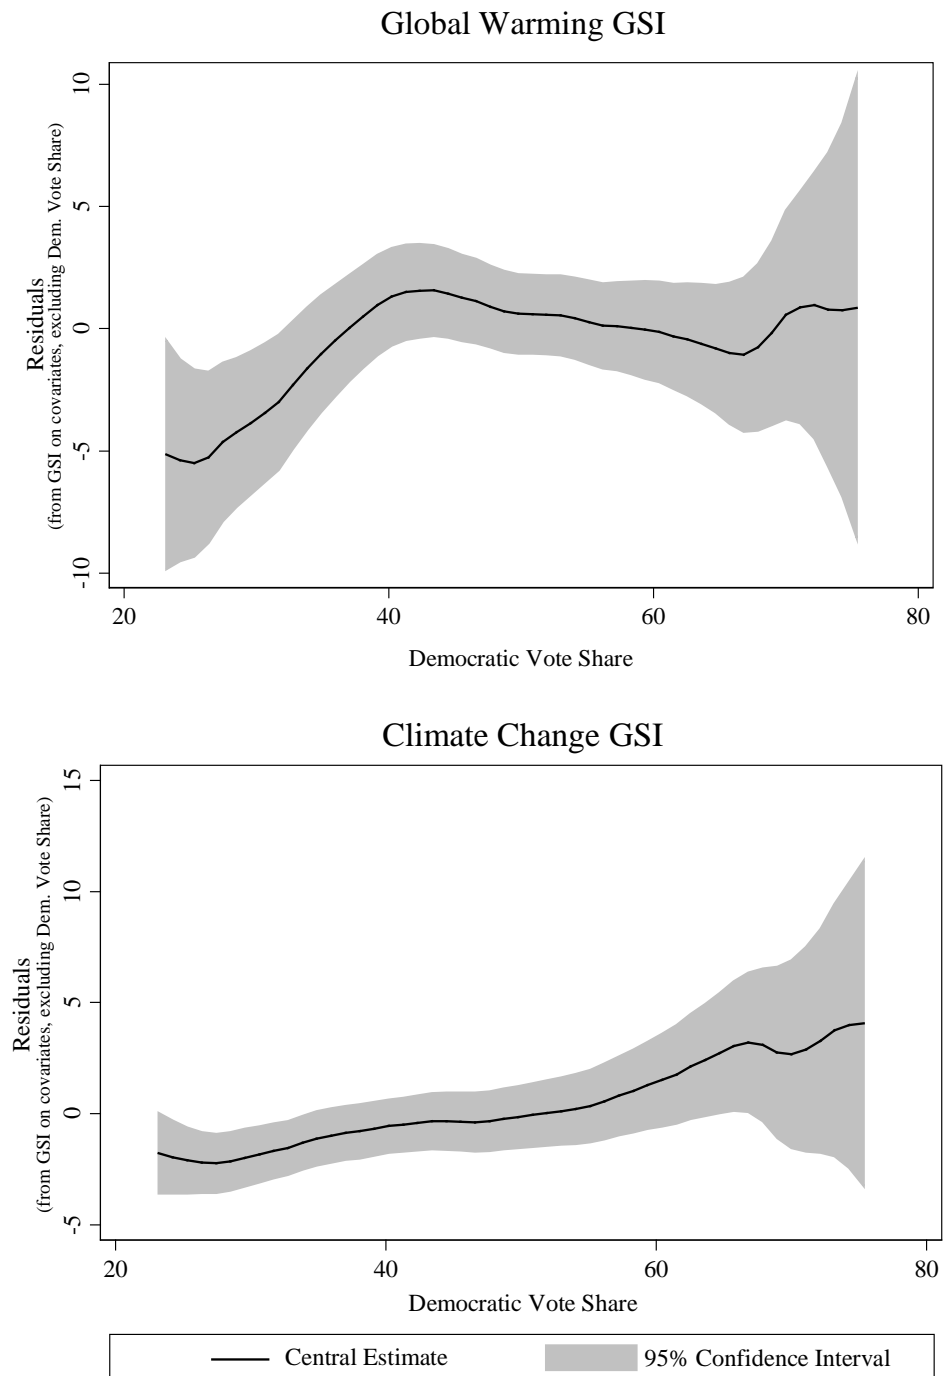 Global Warming GSI
Residuals
(from GSI on covariates, excluding Dem. Vote Share)
10
5
0
-5
-10
20
40
60
80
Democratic Vote Share
Climate Change GSI
Residuals
(from GSI on covariates, excluding Dem. Vote Share)
15
10
5
0
-5
20
40
60
80
Democratic Vote Share
Central Estimate
95% Confidence Interval